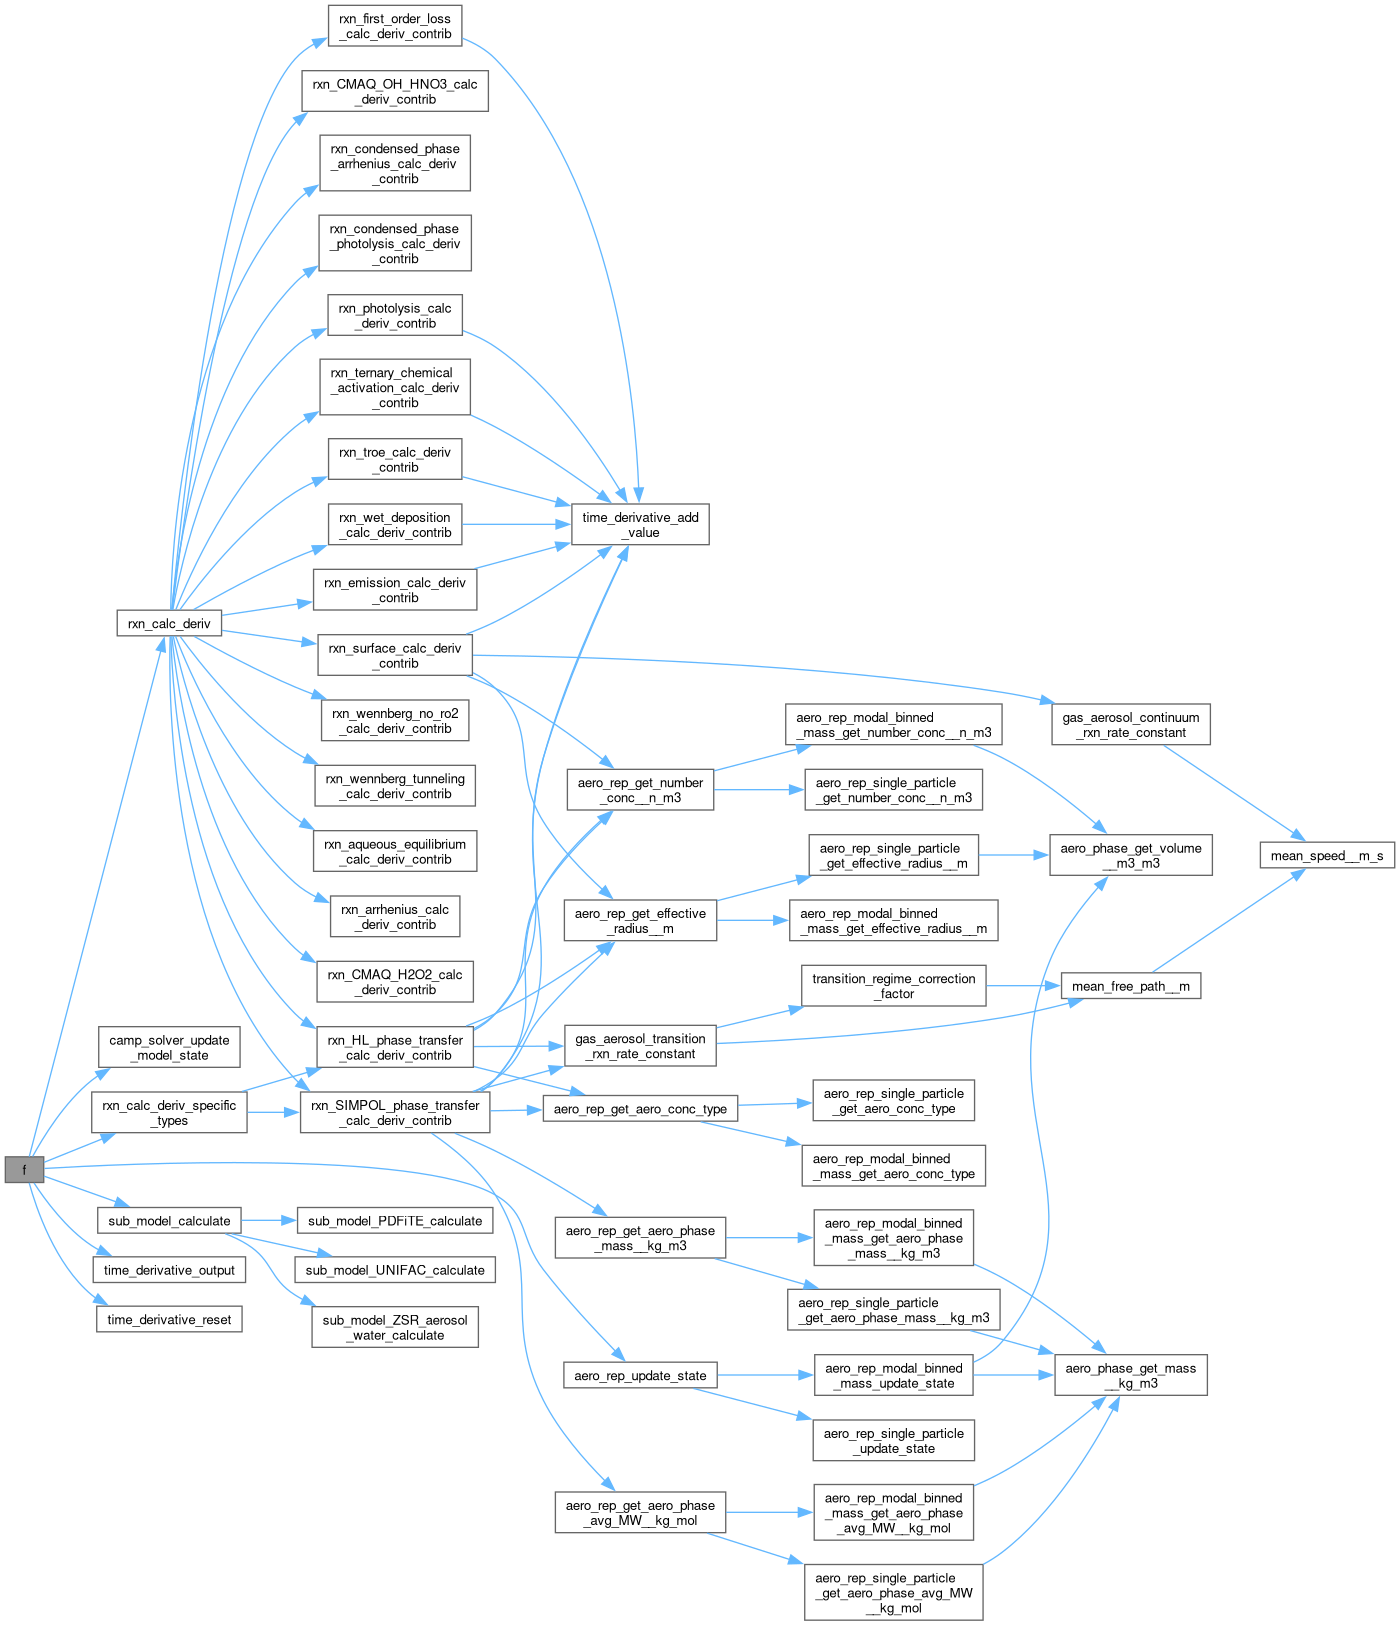 rxn_first_order_loss
_calc_deriv_contrib
rxn_CMAQ_OH_HNO3_calc
_deriv_contrib
rxn_condensed_phase
_arrhenius_calc_deriv
_contrib
rxn_condensed_phase
_photolysis_calc_deriv
_contrib
rxn_photolysis_calc
_deriv_contrib
rxn_ternary_chemical
_activation_calc_deriv
_contrib
rxn_troe_calc_deriv
_contrib
rxn_wet_deposition
_calc_deriv_contrib
time_derivative_add
_value
rxn_emission_calc_deriv
_contrib
rxn_calc_deriv
rxn_surface_calc_deriv
_contrib
rxn_wennberg_no_ro2
_calc_deriv_contrib
aero_rep_modal_binned
_mass_get_number_conc__n_m3
gas_aerosol_continuum
_rxn_rate_constant
rxn_wennberg_tunneling
_calc_deriv_contrib
aero_rep_get_number
_conc__n_m3
aero_rep_single_particle
_get_number_conc__n_m3
rxn_aqueous_equilibrium
_calc_deriv_contrib
aero_rep_single_particle
_get_effective_radius__m
aero_phase_get_volume
__m3_m3
mean_speed__m_s
rxn_arrhenius_calc
_deriv_contrib
aero_rep_get_effective
_radius__m
aero_rep_modal_binned
_mass_get_effective_radius__m
rxn_CMAQ_H2O2_calc
_deriv_contrib
transition_regime_correction
_factor
mean_free_path__m
camp_solver_update
_model_state
rxn_HL_phase_transfer
_calc_deriv_contrib
gas_aerosol_transition
_rxn_rate_constant
rxn_calc_deriv_specific
_types
rxn_SIMPOL_phase_transfer
_calc_deriv_contrib
aero_rep_get_aero_conc_type
aero_rep_single_particle
_get_aero_conc_type
f
aero_rep_modal_binned
_mass_get_aero_conc_type
sub_model_calculate
sub_model_PDFiTE_calculate
aero_rep_get_aero_phase
_mass__kg_m3
aero_rep_modal_binned
_mass_get_aero_phase
_mass__kg_m3
time_derivative_output
sub_model_UNIFAC_calculate
time_derivative_reset
sub_model_ZSR_aerosol
_water_calculate
aero_rep_single_particle
_get_aero_phase_mass__kg_m3
aero_rep_update_state
aero_rep_modal_binned
_mass_update_state
aero_phase_get_mass
__kg_m3
aero_rep_single_particle
_update_state
aero_rep_get_aero_phase
_avg_MW__kg_mol
aero_rep_modal_binned
_mass_get_aero_phase
_avg_MW__kg_mol
aero_rep_single_particle
_get_aero_phase_avg_MW
__kg_mol